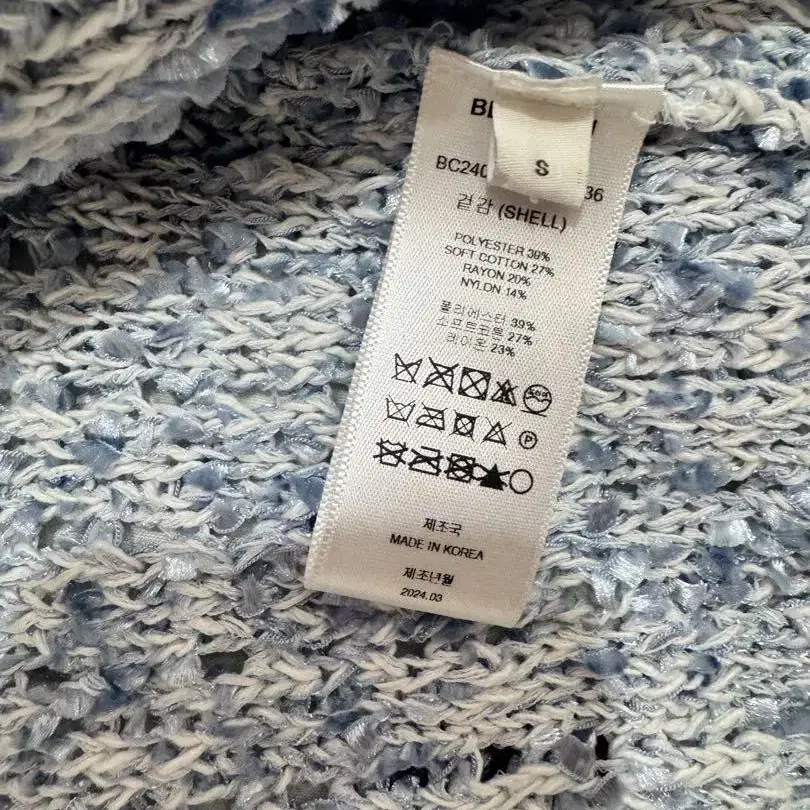 S
BC240
36
겉감 (SHELL)
POLYESTER 39%
SOFT COTTON 27%
RAYON 20%
NYLON 14%
폴리에스터 39%
소프트코튼 27%
레이온 23%
제조국
MADE IN KOREA
제조년월
2024.03